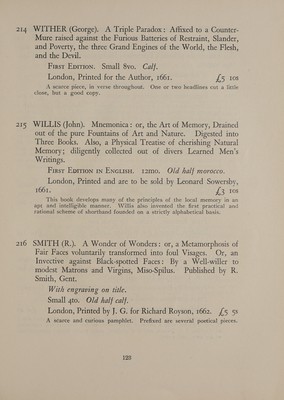 214 WITHER (George). A Triple Paradox: Affixed to a Counter-
Mure raised against the Furious Batteries of Restraint, Slander,
and Poverty, the three Grand Engines of the World, the Flesh,
and the Devil.
First Edition. Small 8vo. Calf.
London, Printed for the Author, 1661. £5 10s
A scarce piece, in verse throughout. One or two headlines cut a little
close, but a good copy.
215 WILLIS (John). Mnemonica: or, the Art of Memory, Drained
out of the pure Fountains of Art and Nature. Digested into
Three Books. Also, a Physical Treatise of cherishing Natural
Memory; diligently collected out of divers Learned Men's
Writings.
First Edition in English. 12mo. Old half morocco.
London, Printed and are to be sold by Leonard Sowersby,
1661. £3 10s
This book develops many of the principles of the local memory in an
apt and intelligible manner. Willis also invented the first practical and
rational scheme of shorthand founded on a strictly alphabetical basis.
216 SMITH (R.). A Wonder of Wonders: or, a Metamorphosis of
Fair Faces voluntarily transformed into foul Visages. Or, an
Invective against Black-spotted Faces: By a Well-willer to
modest Matrons and Virgins, Miso-Spilus. Published by R.
Smith, Gent.
With engraving on title.
Small 4to. Old half calf.
London, Printed by J. G. for Richard Royson, 1662. £5 5s
A scarce and curious pamphlet. Prefixed are several poetical pieces.
120